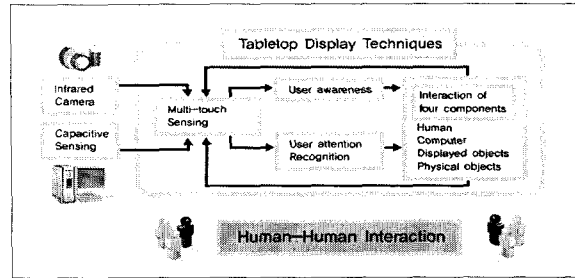 Tabletop Display Techniques
Infrared
Camera
Capacitive
Sensing
Multi-touch
Sensing
User awareness
User attention
Recognition
Interaction of
four components
Human
Computer
Displayed objects
Physical objects
Human-Human Interaction